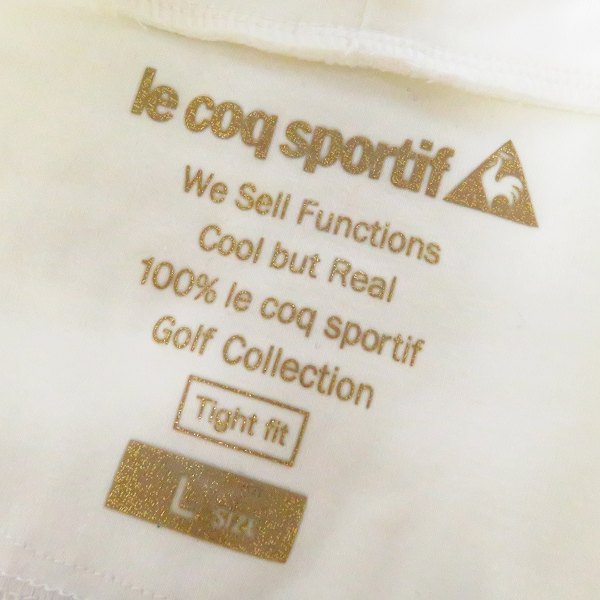 le coq sportif
We Sell Functions
Cool but Real
100% le coq sportif
Golf Collection
Tight fit
L